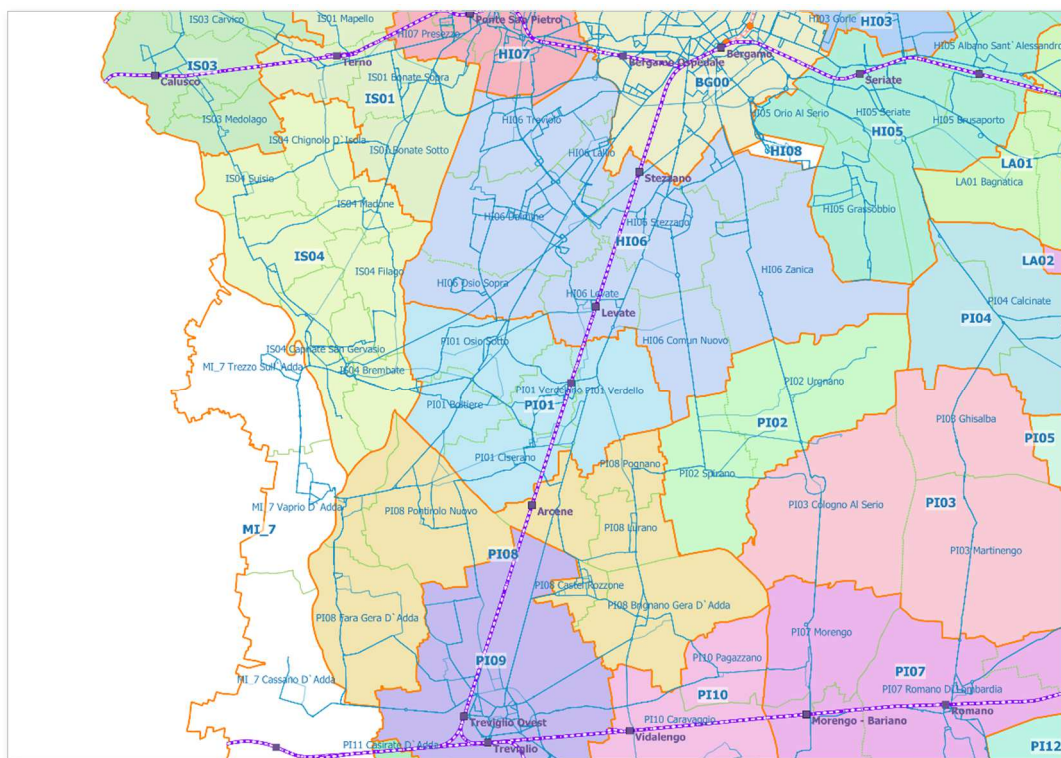 IS03 Carvico
IS01 Mapello
HI07 Presezzo
Ponte San Pietro
HI03 Gorle
HI03
IS03
Terno
HI07
Bergamo Ospedale
Bergamo
HI05 Albano Sant`Alessandro
Calusco
IS01 Bonate Sopra
BG00
Seriate
IS01
IS03 Medolago
HI06 Treviolo
HI05 Orio Al Serio
HI05 Seriate
HI05 Brusaporto
HI05
IS04 Chignolo D`Isola
IS01 Bonate Sotto
HI06 Lallio
HI08
LA01
IS04 Suisio
Stezzano
LA01 Bagnatica
IS04 Madone
HI06 Dalmine
HI06 Stezzano
HI05 Grassobbio
HI06
IS04
IS04 Filago
HI06 Zanica
LA02
HI06 Osio Sopra
HI06 Levate
PI04 Calcinate
Levate
PI04
PI01 Osio Sotto
HI06 Comun Nuovo
IS04 Capriate San Gervasio
MI_7 Trezzo Sull`Adda
IS04 Brembate
PI02 Urgnano
PI01 Verdellino
PI01 Verdello
PI01 Boltiere
PI01
PI03 Ghisalba
PI02
PI05
PI01 Ciserano
PI08 Pognano
PI02 Spirano
PI03
MI_7 Vaprio D`Adda
PI08 Pontirolo Nuovo
Arcene
PI03 Cologno Al Serio
MI_7
PI08 Lurano
PI08
PI03 Martinengo
PI08 Castel Rozzone
PI08 Brignano Gera D`Adda
PI08 Fara Gera D`Adda
PI07 Morengo
PI09
PI10 Pagazzano
PI07
MI_7 Cassano D`Adda
PI10
PI07 Romano Di Lombardia
Treviglio Ovest
PI10 Caravaggio
Morengo - Bariano
Romano
Vidalengo
PI11 Casirate D`Adda
Treviglio
PI12